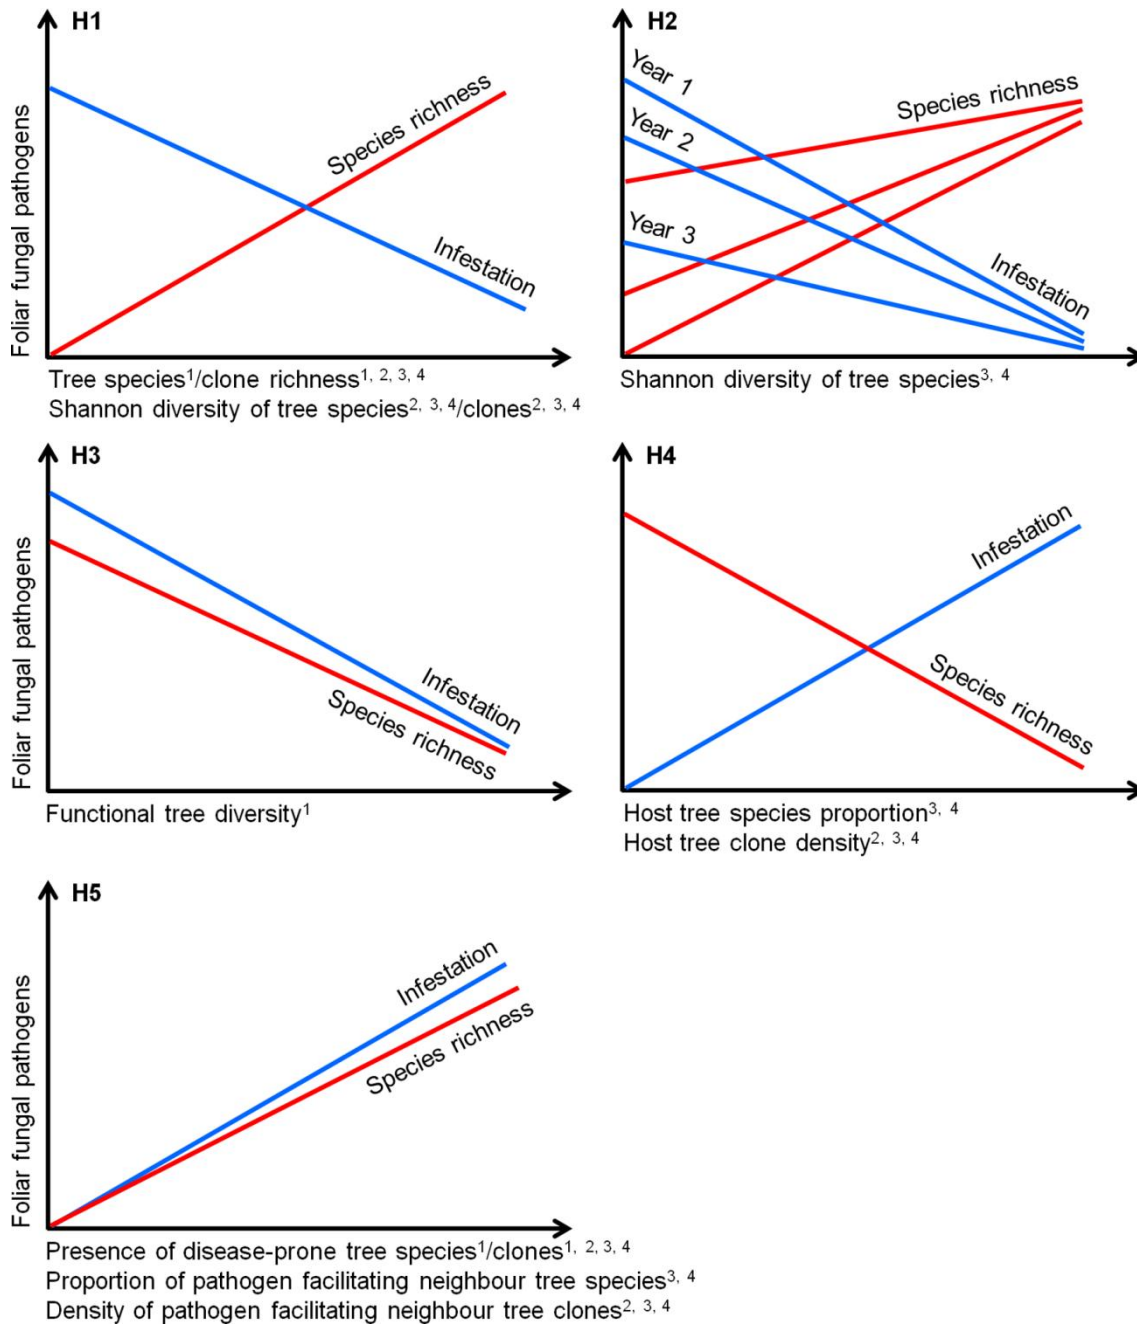 H1
Foliar fungal pathogens
Species richness
Infestation
Tree species¹/clone richness¹, ², ³, ⁴
Shannon diversity of tree species², ³, ⁴/clones², ³, ⁴
H2
Year 1
Year 2
Year 3
Species richness
Infestation
Shannon diversity of tree species³, ⁴
H3
Foliar fungal pathogens
Infestation
Species richness
Functional tree diversity¹
H4
Infestation
Species richness
Host tree species proportion³, ⁴
Host tree clone density², ³, ⁴
H5
Foliar fungal pathogens
Infestation
Species richness
Presence of disease-prone tree species¹/clones¹, ², ³, ⁴
Proportion of pathogen facilitating neighbour tree species³, ⁴
Density of pathogen facilitating neighbour tree clones², ³, ⁴